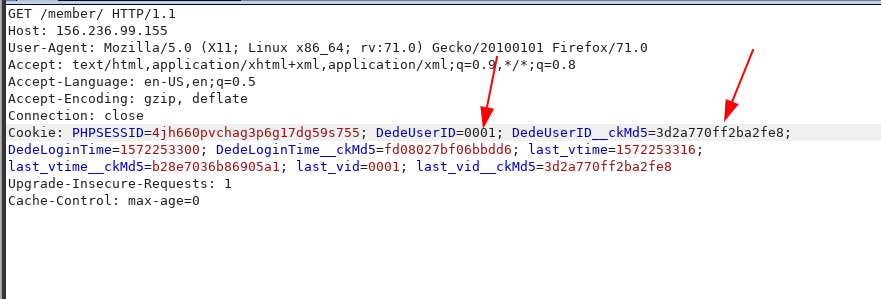 GET /member/ HTTP/1.1
Host: 156.236.99.155
User-Agent: Mozilla/5.0 (X11; Linux x86_64; rv:71.0) Gecko/20100101 Firefox/71.0
Accept: text/html,application/xhtml+xml,application/xml;q=0.9,*/*;q=0.8
Accept-Language: en-US,en;q=0.5
Accept-Encoding: gzip, deflate
Connection: close
Cookie: PHPSESSID=4jh660pvchag3p6g17dg59s755; DedeUserID=0001; DedeUserID__ckMd5=3d2a770ff2ba2fe8;
DedeLoginTime=1572253300; DedeLoginTime__ckMd5=fd08027bf06bbdd6; last_vtime=1572253316;
last_vtime__ckMd5=b28e7036b86905a1; last_vid=0001; last_vid__ckMd5=3d2a770ff2ba2fe8
Upgrade-Insecure-Requests: 1
Cache-Control: max-age=0